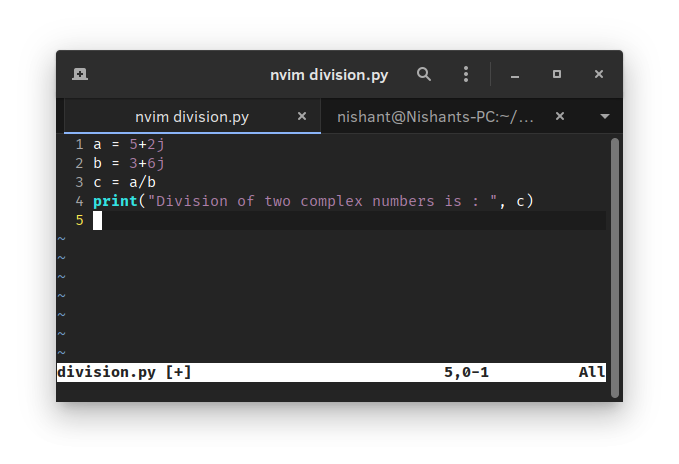 nvim division.py
nvim division.py nishant@Nishants-PC:~/...
1 a = 5+2j
2 b = 3+6j
3 c = a/b
4 print("Division of two complex numbers is : ", c)
5
~
~
~
~
~
~
~
division.py [+] 5,0-1 All